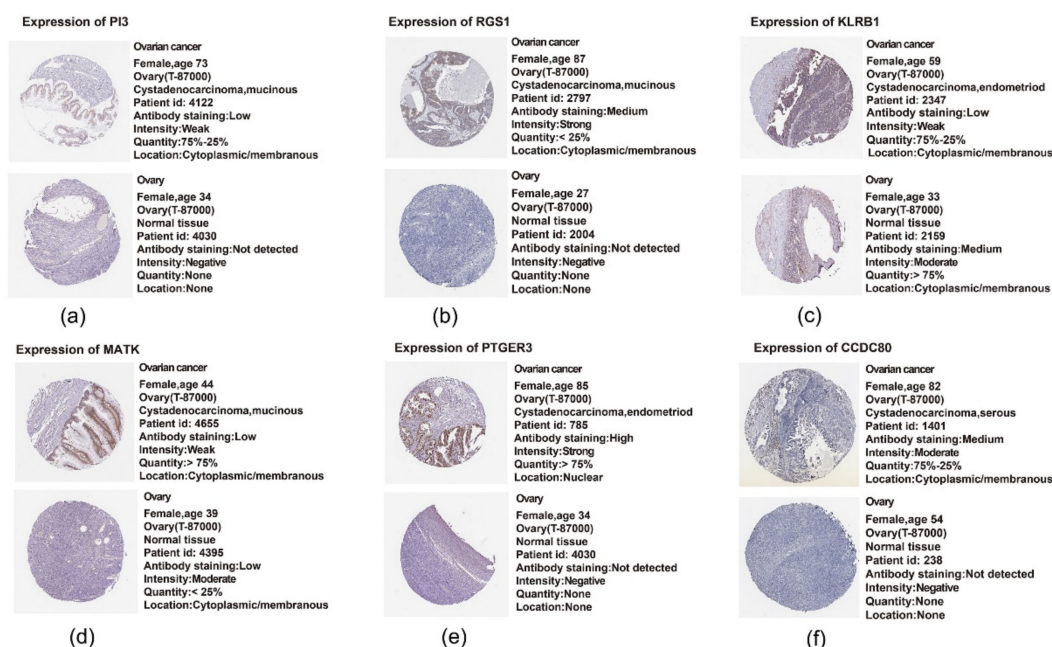 Expression of PI3
Ovarian cancer
Female,age 73
Ovary(T-87000)
Cystadenocarcinoma,mucinous
Patient id: 4122
Antibody staining:Low
Intensity:Weak
Quantity:75%-25%
Location:Cytoplasmic/membranous
Ovary
Female,age 34
Ovary(T-87000)
Normal tissue
Patient id: 4030
Antibody staining:Not detected
Intensity:Negative
Quantity:None
Location:None
(a)
Expression of RGS1
Ovarian cancer
Female,age 87
Ovary(T-87000)
Cystadenocarcinoma,mucinous
Patient id: 2797
Antibody staining:Medium
Intensity:Strong
Quantity:< 25%
Location:Cytoplasmic/membranous
Ovary
Female,age 27
Ovary(T-87000)
Normal tissue
Patient id: 2004
Antibody staining:Not detected
Intensity:Negative
Quantity:None
Location:None
(b)
Expression of KLRB1
Ovarian cancer
Female,age 59
Ovary(T-87000)
Cystadenocarcinoma,endometriod
Patient id: 2347
Antibody staining:Low
Intensity:Weak
Quantity:75%-25%
Location:Cytoplasmic/membranous
Ovary
Female,age 33
Ovary(T-87000)
Normal tissue
Patient id: 2159
Antibody staining:Medium
Intensity:Moderate
Quantity:> 75%
Location:Cytoplasmic/membranous
(c)
Expression of MATK
Ovarian cancer
Female,age 44
Ovary(T-87000)
Cystadenocarcinoma,mucinous
Patient id: 4655
Antibody staining:Low
Intensity:Weak
Quantity:> 75%
Location:Cytoplasmic/membranous
Ovary
Female,age 39
Ovary(T-87000)
Normal tissue
Patient id: 4395
Antibody staining:Low
Intensity:Moderate
Quantity:< 25%
Location:Cytoplasmic/membranous
(d)
Expression of PTGER3
Ovarian cancer
Female,age 85
Ovary(T-87000)
Cystadenocarcinoma,endometriod
Patient id: 785
Antibody staining:High
Intensity:Strong
Quantity:> 75%
Location:Nuclear
Ovary
Female,age 34
Ovary(T-87000)
Normal tissue
Patient id: 4030
Antibody staining:Not detected
Intensity:Negative
Quantity:None
Location:None
(e)
Expression of CCDC80
Ovarian cancer
Female,age 82
Ovary(T-87000)
Cystadenocarcinoma,serous
Patient id: 1401
Antibody staining:Medium
Intensity:Moderate
Quantity:75%-25%
Location:Cytoplasmic/membranous
Ovary
Female,age 54
Ovary(T-87000)
Normal tissue
Patient id: 238
Antibody staining:Not detected
Intensity:Negative
Quantity:None
Location:None
(f)